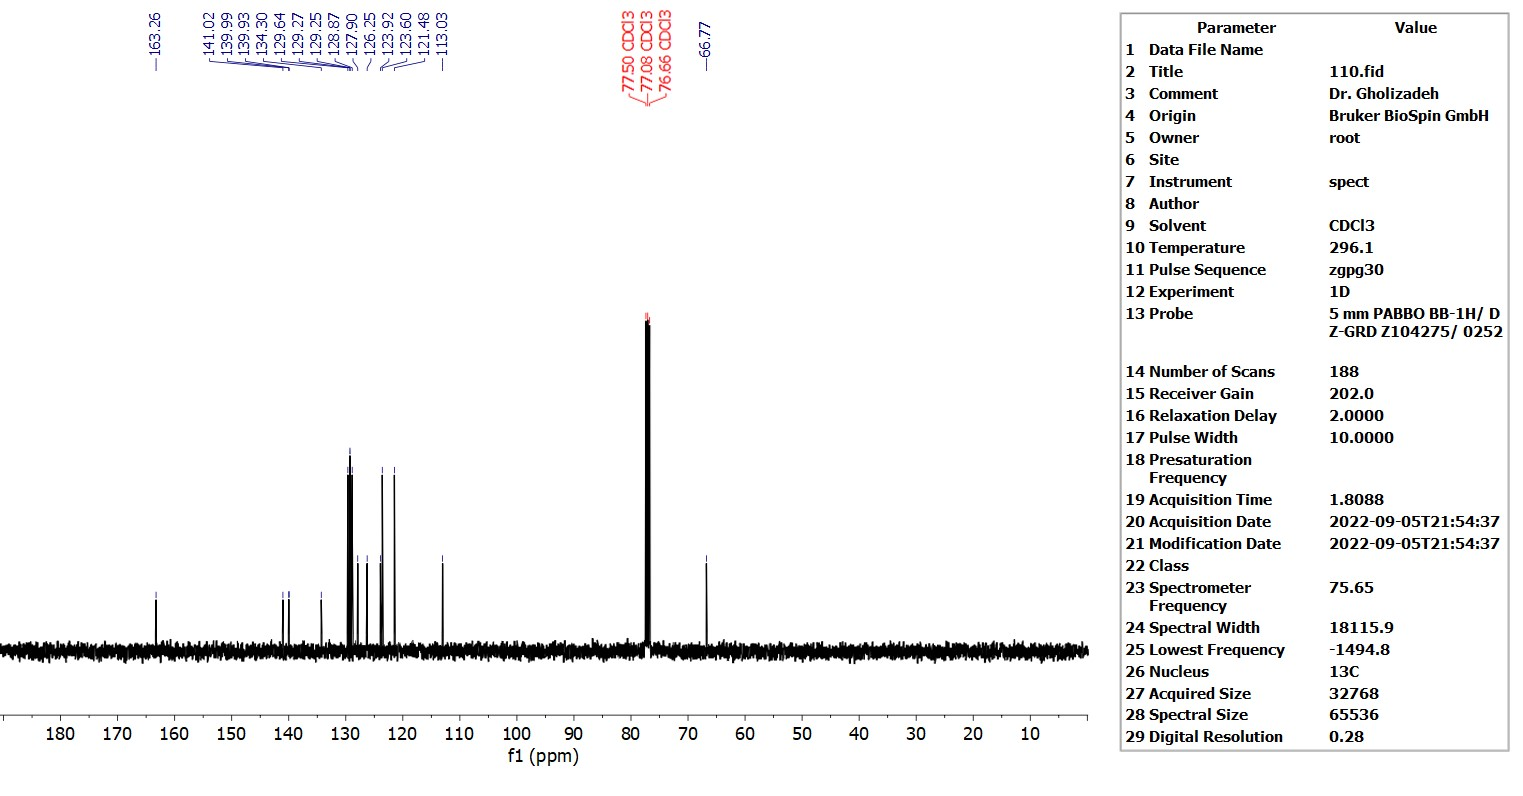 163.26
141.02
139.99
139.93
134.30
129.64
129.27
129.25
128.87
127.90
126.25
123.92
123.60
121.48
113.03
77.50 CDCl3
77.08 CDCl3
76.66 CDCl3
66.77
180 170 160 150 140 130 120 110 100 90 80 70 60 50 40 30 20 10
f1 (ppm)
Parameter Value
1 Data File Name
2 Title 110.fid
3 Comment Dr. Gholizadeh
4 Origin Bruker BioSpin GmbH
5 Owner root
6 Site
7 Instrument spect
8 Author
9 Solvent CDCl3
10 Temperature 296.1
11 Pulse Sequence zgpg30
12 Experiment 1D
13 Probe 5 mm PABBO BB-1H/ D
Z-GRD Z104275/ 0252
14 Number of Scans 188
15 Receiver Gain 202.0
16 Relaxation Delay 2.0000
17 Pulse Width 10.0000
18 Presaturation
Frequency
19 Acquisition Time 1.8088
20 Acquisition Date 2022-09-05T21:54:37
21 Modification Date 2022-09-05T21:54:37
22 Class
23 Spectrometer 75.65
Frequency
24 Spectral Width 18115.9
25 Lowest Frequency -1494.8
26 Nucleus 13C
27 Acquired Size 32768
28 Spectral Size 65536
29 Digital Resolution 0.28